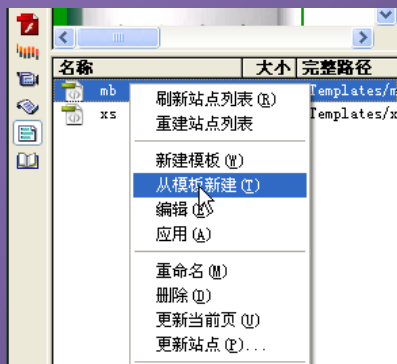 名称 大小 完整路径
mb Templates/m
xs Templates/x
刷新站点列表(R)
重建站点列表
新建模板(W)
从模板新建(T)
编辑
应用(A)
重命名(M)
删除(D)
更新当前页(U)
更新站点(P)...